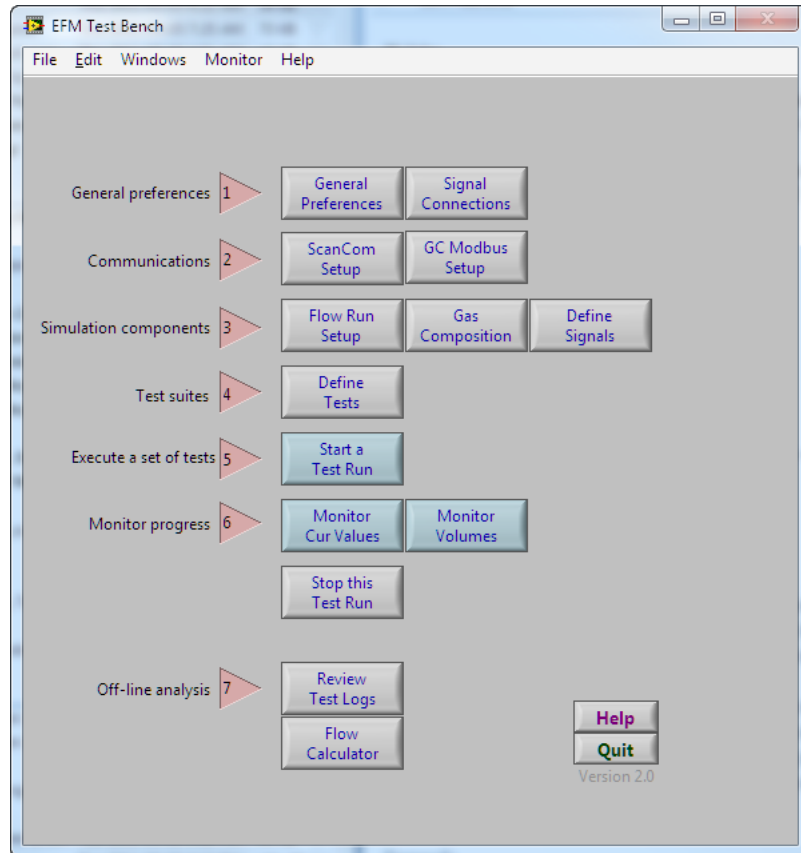 EFM Test Bench
File Edit Windows Monitor Help
General preferences 1 General Preferences Signal Connections
Communications 2 ScanCom Setup GC Modbus Setup
Simulation components 3 Flow Run Setup Gas Composition Define Signals
Test suites 4 Define Tests
Execute a set of tests 5 Start a Test Run
Monitor progress 6 Monitor Cur Values Monitor Volumes
Stop this Test Run
Off-line analysis 7 Review Test Logs
Flow Calculator
Help
Quit
Version 2.0